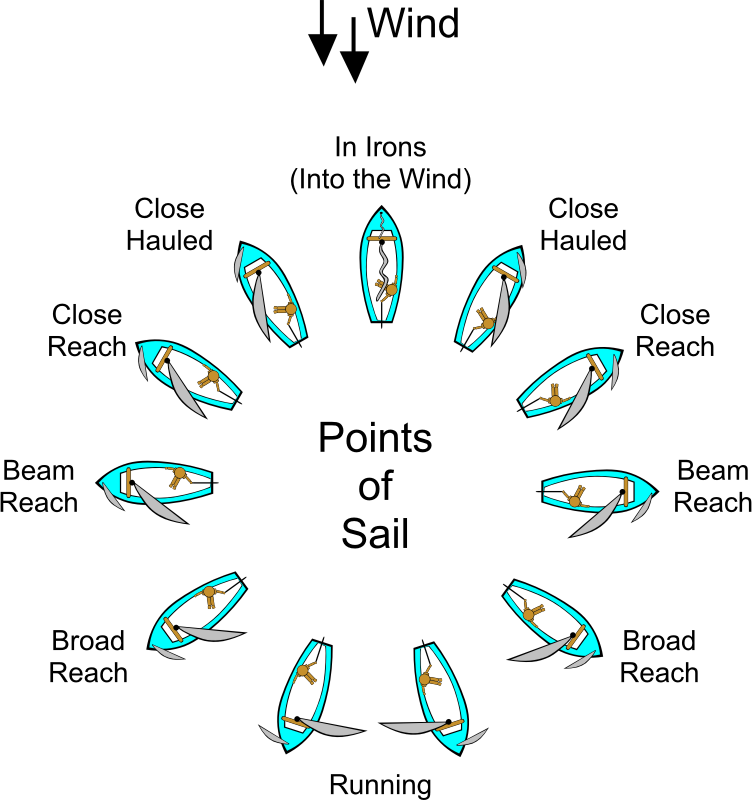 Wind
In Irons
(Into the Wind)
Close
Hauled
Close
Hauled
Close
Reach
Close
Reach
Points
of
Sail
Beam
Reach
Beam
Reach
Broad
Reach
Broad
Reach
Running